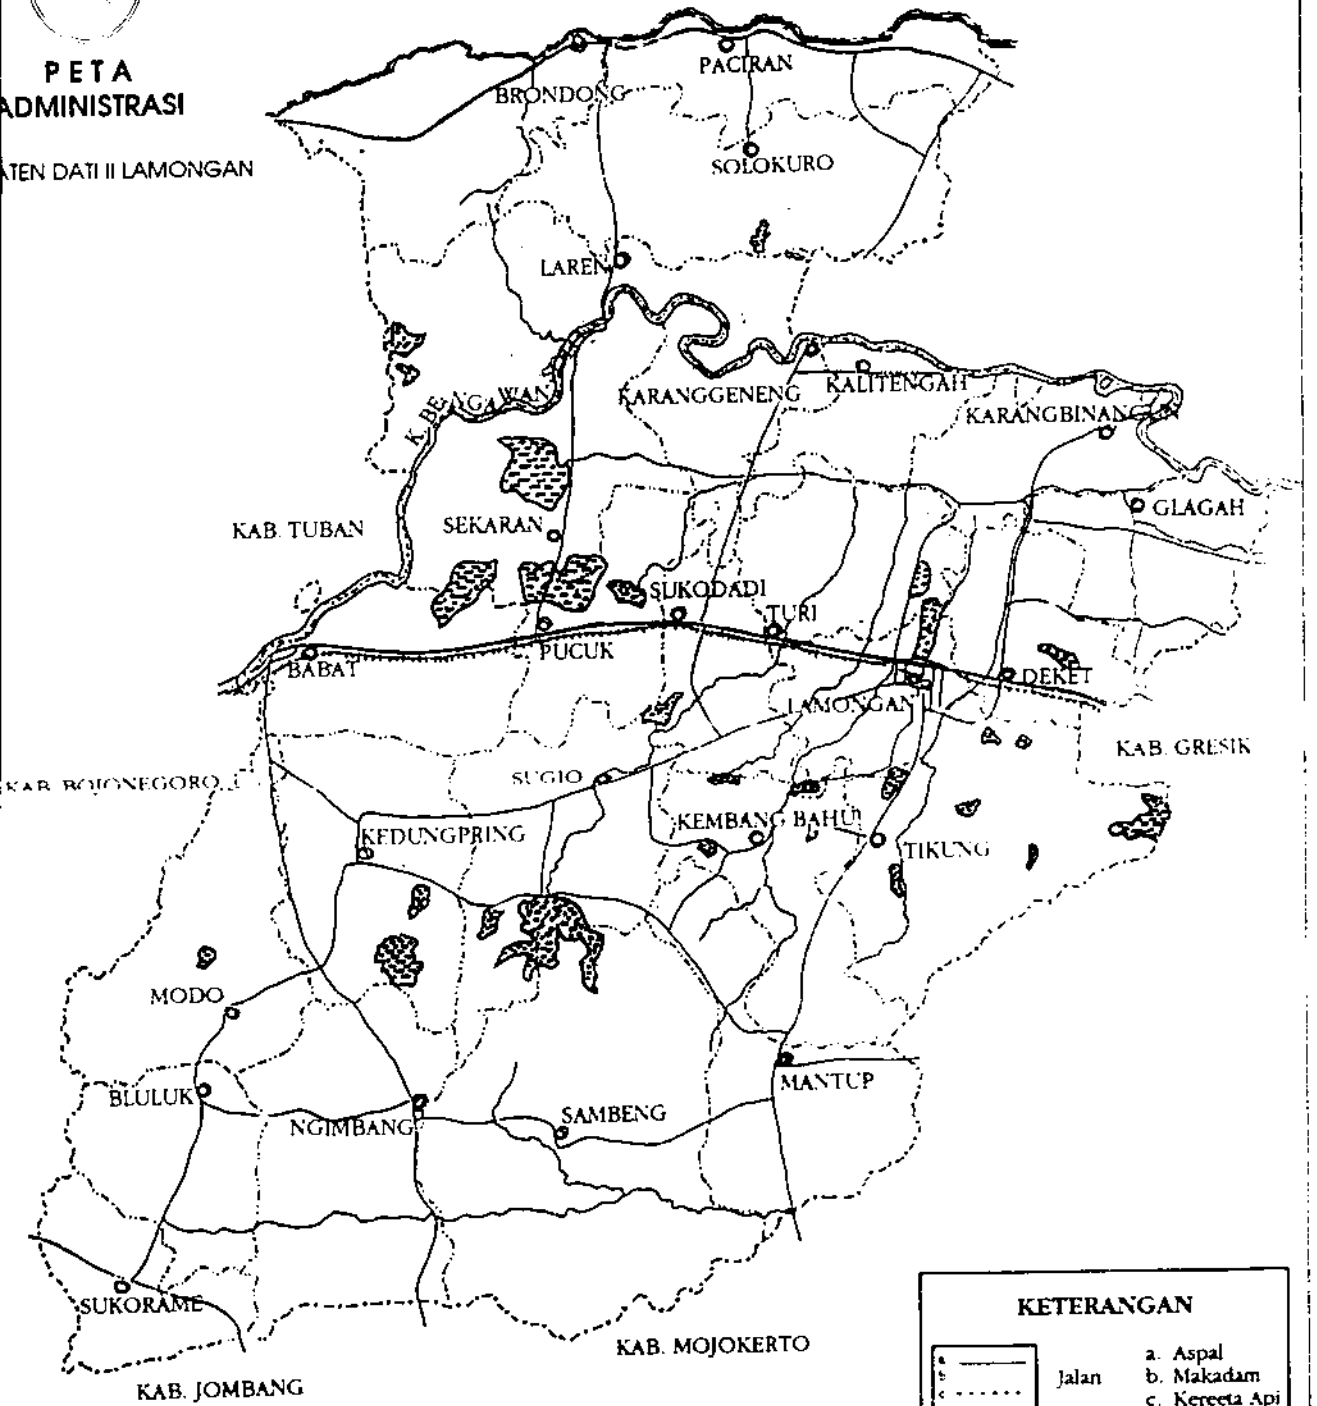 PETA
ADMINISTRASI
ATEN DATI II LAMONGAN
PACIRAN
BRONDONG
SOLOKURO
LAREN
KARANGGENENG
KALITENGAH
KARANGBINANGUN
K. BENGAWAN
KAB. TUBAN
SEKARAN
GLAGAH
SUKODADI
TURI
PUCUK
BABAT
DEKET
LAMONGAN
KAB. GRESIK
KAB. BOJONEGORO
SUGIO
KEMBANG BAHU
KEDUNGPRING
TIKUNG
MODO
MANTUP
BLULUK
SAMBENG
NGIMBANG
SUKORAME
KAB. MOJOKERTO
KAB. JOMBANG
KETERANGAN
Jalan
a. Aspal
b. Makadam
c. Kereeta Api